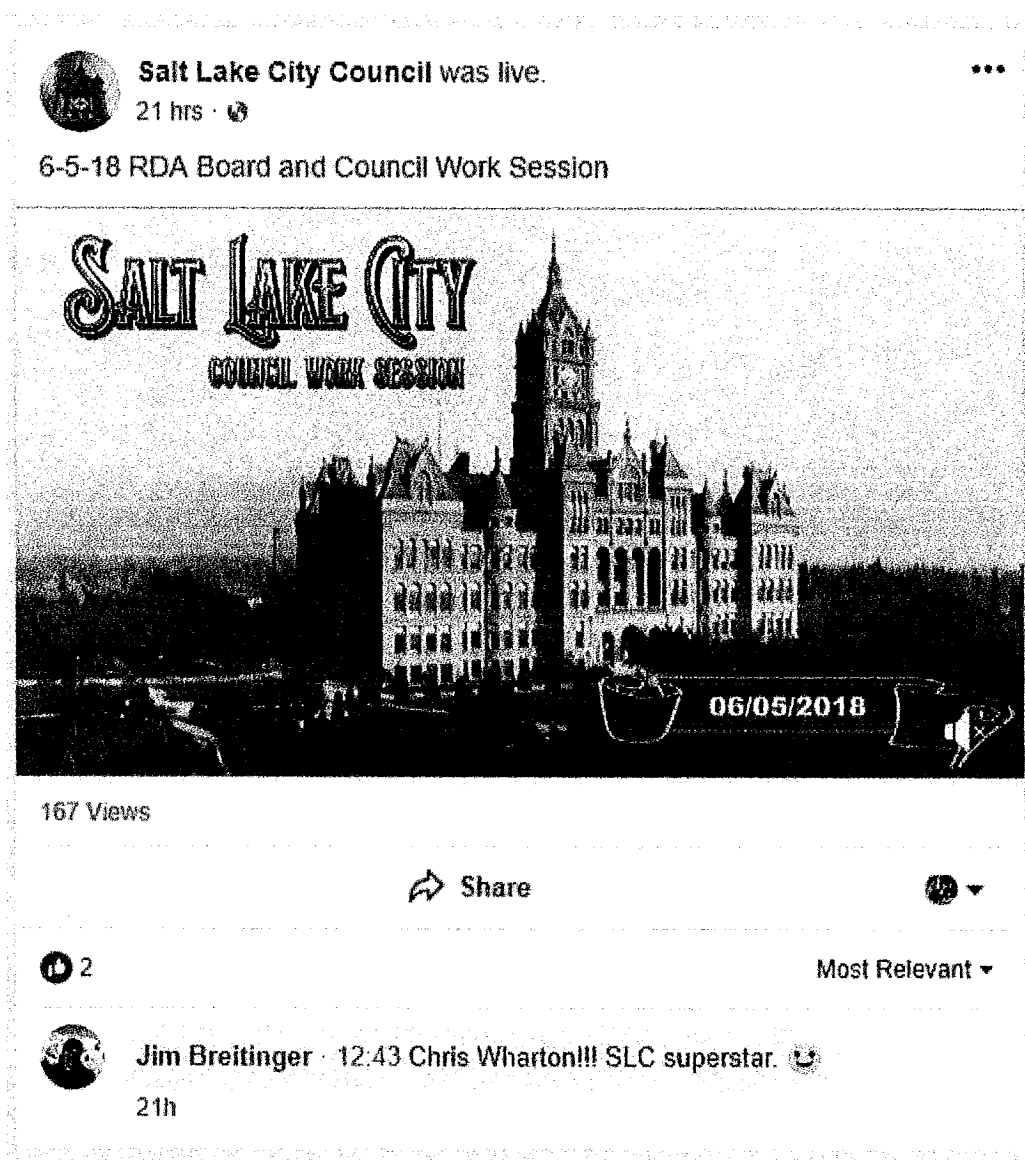 Salt Lake City Council was live.
21 hrs ·
6-5-18 RDA Board and Council Work Session
SALT LAKE CITY
COUNCIL WORK SESSION
06/05/2018
167 Views
Share
2
Most Relevant
Jim Breitinger · 12:43 Chris Wharton!!! SLC superstar.
21h